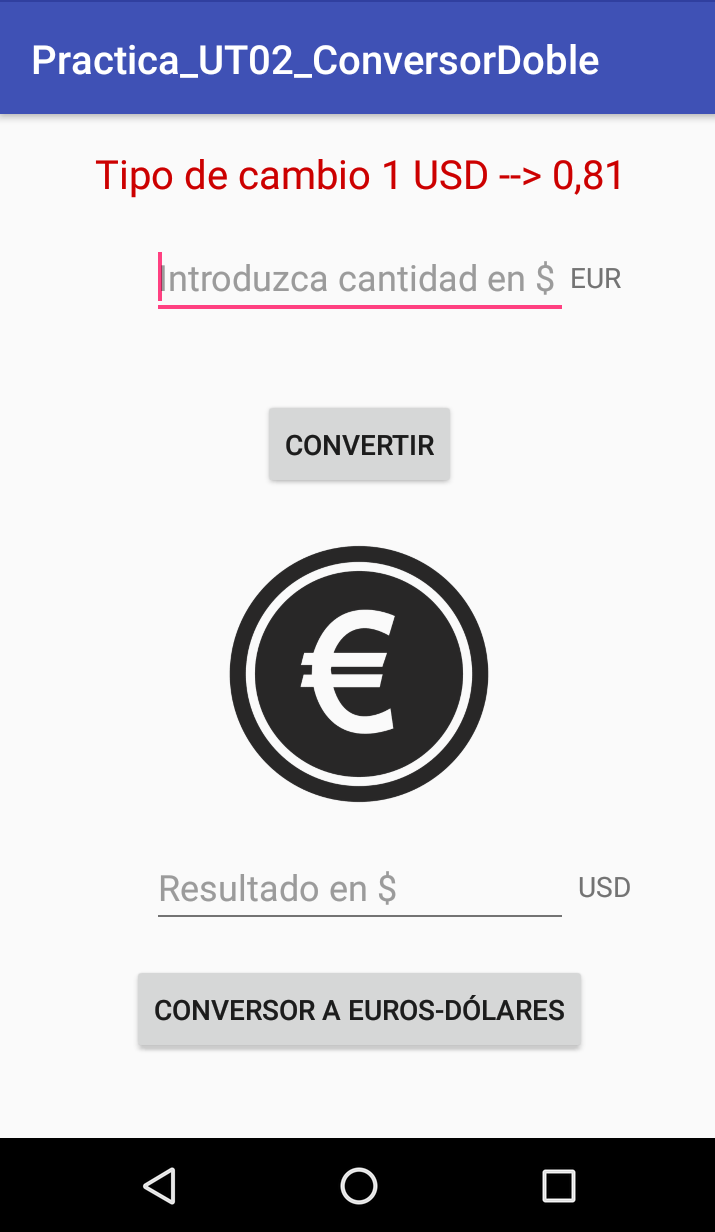 Practica_UT02_ConversorDoble
Tipo de cambio 1 USD --> 0,81
Introduzca cantidad en $ EUR
CONVERTIR
€
Resultado en $ USD
CONVERSOR A EUROS-DÓLARES